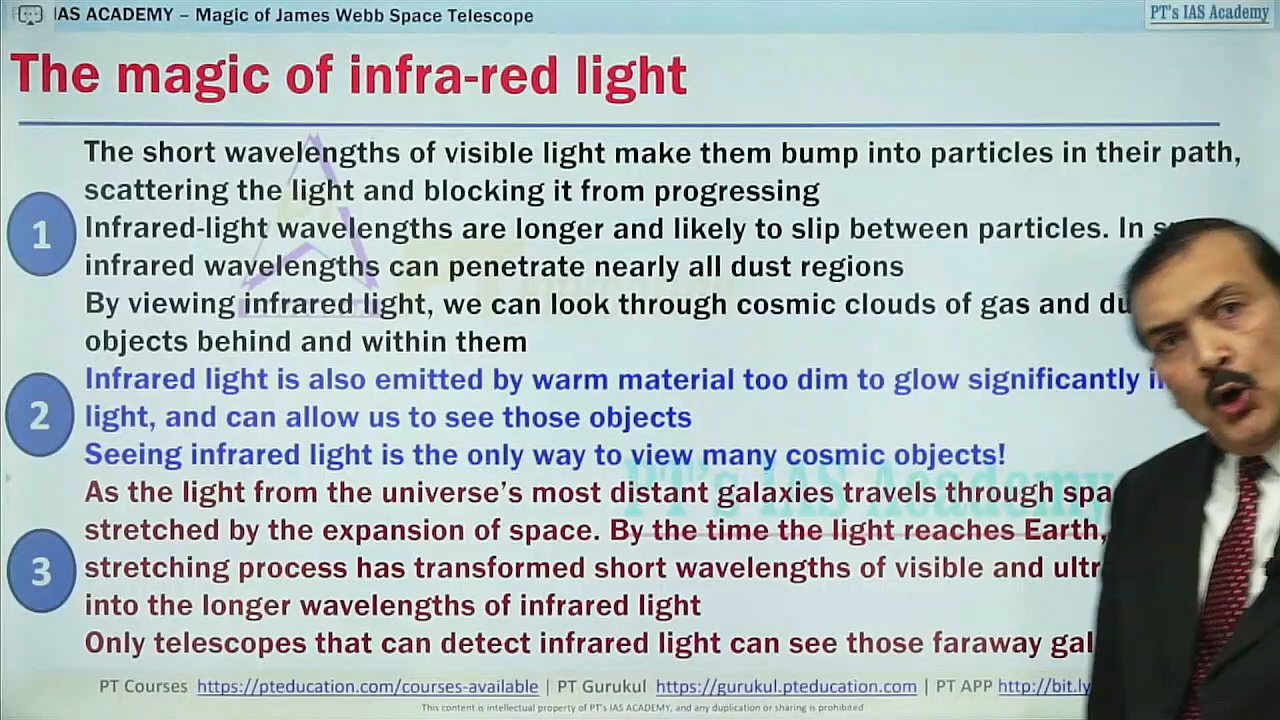 IAS ACADEMY – Magic of James Webb Space Telescope
PT's IAS Academy
The magic of infra-red light
The short wavelengths of visible light make them bump into particles in their path,
scattering the light and blocking it from progressing
1
Infrared-light wavelengths are longer and likely to slip between particles. In
infrared wavelengths can penetrate nearly all dust regions
By viewing infrared light, we can look through cosmic clouds of gas and
objects behind and within them
Infrared light is also emitted by warm material too dim to glow significantly
2
light, and can allow us to see those objects
Seeing infrared light is the only way to view many cosmic objects!
PT's IAS Academy
As the light from the universe's most distant galaxies travels through
stretched by the expansion of space. By the time the light reaches Earth,
3
stretching process has transformed short wavelengths of visible and
into the longer wavelengths of infrared light
Only telescopes that can detect infrared light can see those faraway
PT Courses https://pteducation.com/courses-available | PT Gurukul https://gurukul.pteducation.com | PT APP http://bit.ly
This content is intellectual property of PT's IAS ACADEMY, and any duplication or sharing is prohibited